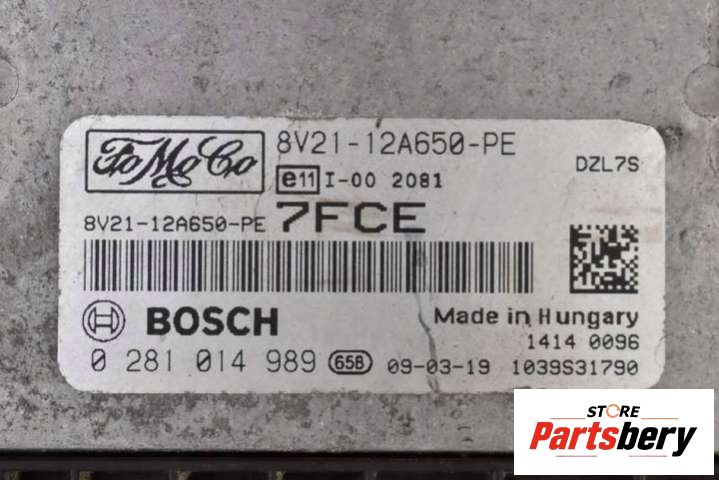 FoMoCo 8V21-12A650-PE DZL7S
e11 I-00 2081
8V21-12A650-PE 7FCE
BOSCH Made in Hungary
1414 0096
0 281 014 989 65B 09-03-19 1039S31790
STORE
Partsbery